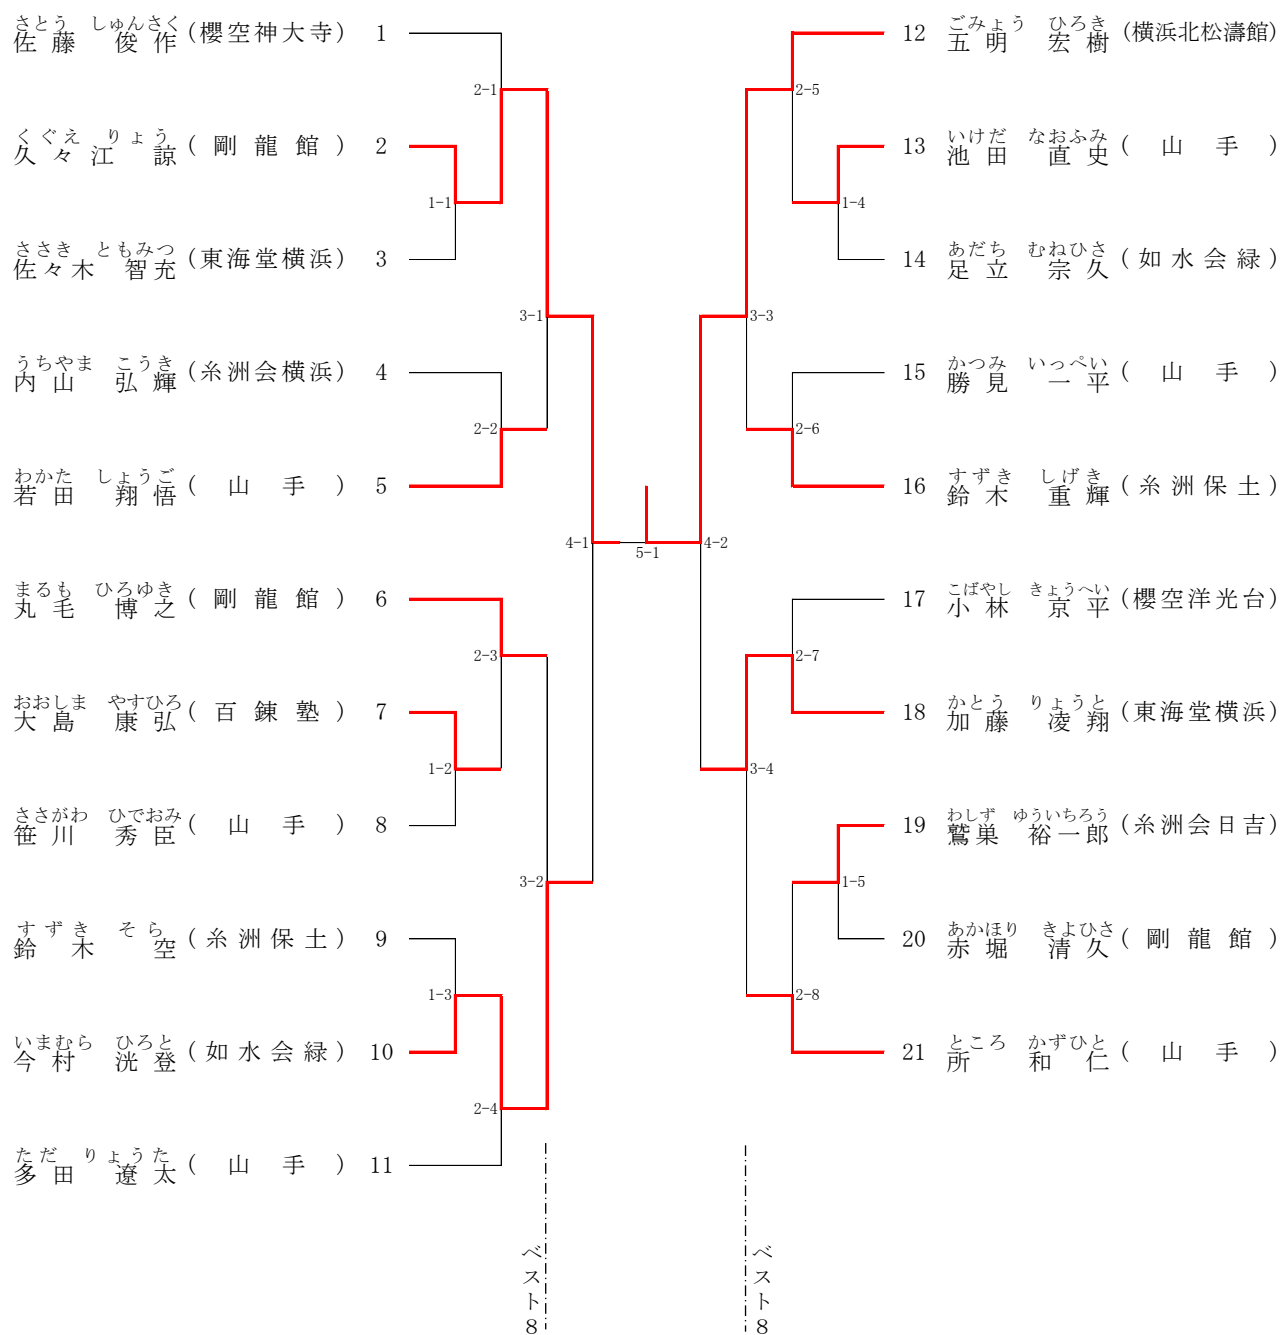 さとう しゅんさく
佐藤 俊作 (櫻空神大寺) 1
2-1
くぐえ りょう
久々江 諒 (剛龍館) 2
1-1
ささき ともみつ
佐々木 智充 (東海堂横浜) 3
3-1
うちやま こうき
内山 弘輝 (糸洲会横浜) 4
2-2
わかた しょうご
若田 翔悟 (山手) 5
4-1
まるも ひろゆき
丸毛 博之 (剛龍館) 6
2-3
おおしま やすひろ
大島 康弘 (百錬塾) 7
1-2
ささがわ ひでおみ
笹川 秀臣 (山手) 8
3-2
すずき そら
鈴木 空 (糸洲保土) 9
1-3
いまむら ひろと
今村 洸登 (如水会緑) 10
2-4
ただ りょうた
多田 遼太 (山手) 11
ベスト8
5-1
ごみょう ひろき
12 五明 宏樹 (横浜北松濤館)
2-5
いけだ なおふみ
13 池田 直史 (山手)
1-4
あだち むねひさ
14 足立 宗久 (如水会緑)
3-3
かつみ いっぺい
15 勝見 一平 (山手)
2-6
すずき しげき
16 鈴木 重輝 (糸洲保土)
4-2
こばやし きょうへい
17 小林 京平 (櫻空洋光台)
2-7
かとう りょうと
18 加藤 凌翔 (東海堂横浜)
3-4
わしず ゆういちろう
19 鷲巣 裕一郎 (糸洲会日吉)
1-5
あかほり きよひさ
20 赤堀 清久 (剛龍館)
2-8
ところ かずひと
21 所 和仁 (山手)
ベスト8